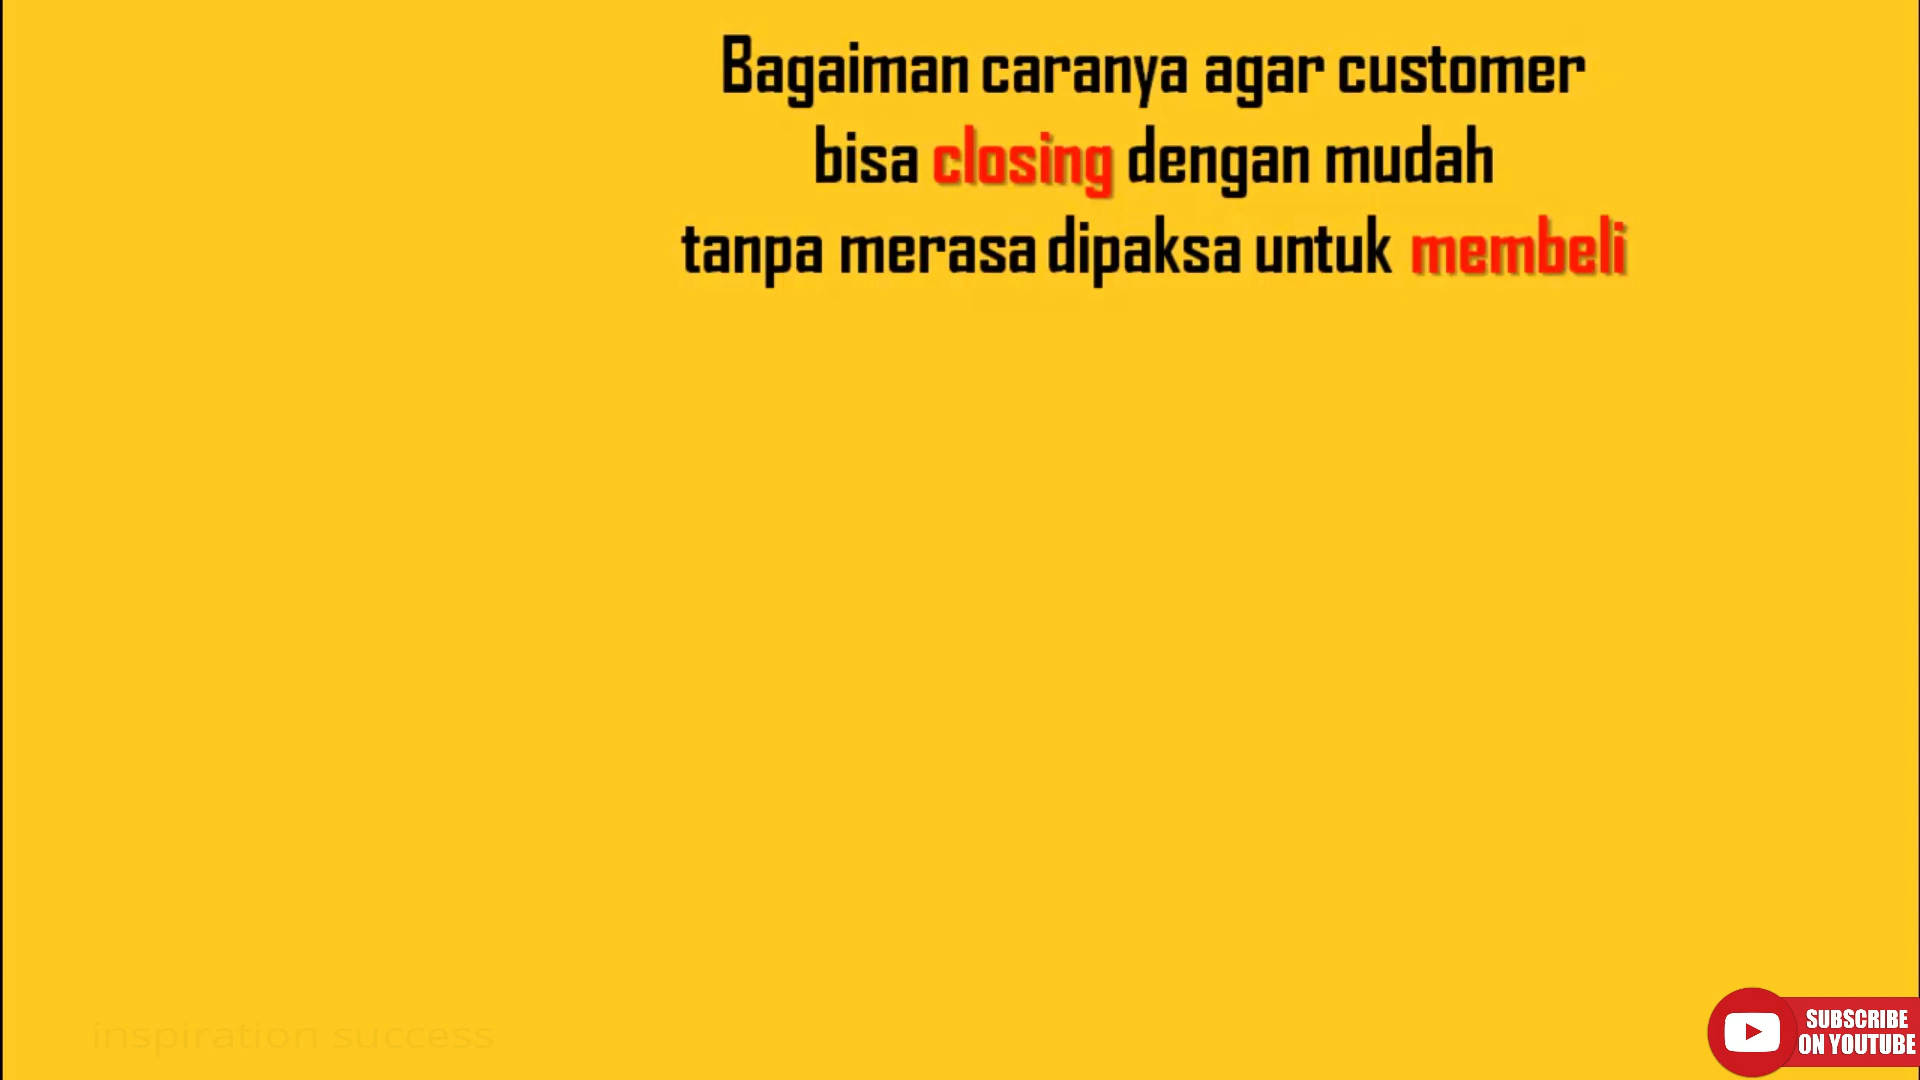 Bagaiman caranya agar customer
bisa closing dengan mudah
tanpa merasa dipaksa untuk membeli
inspiration success
SUBSCRIBE
ON YOUTUBE